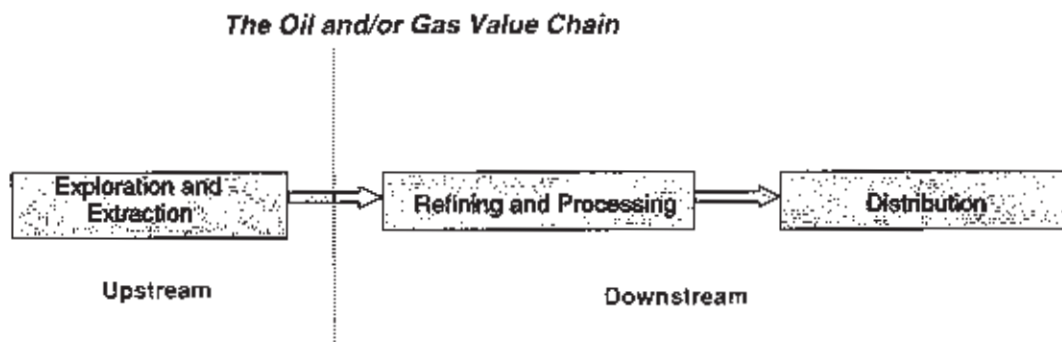 The Oil and/or Gas Value Chain
Exploration and
Extraction
Refining and Processing
Distribution
Upstream
Downstream